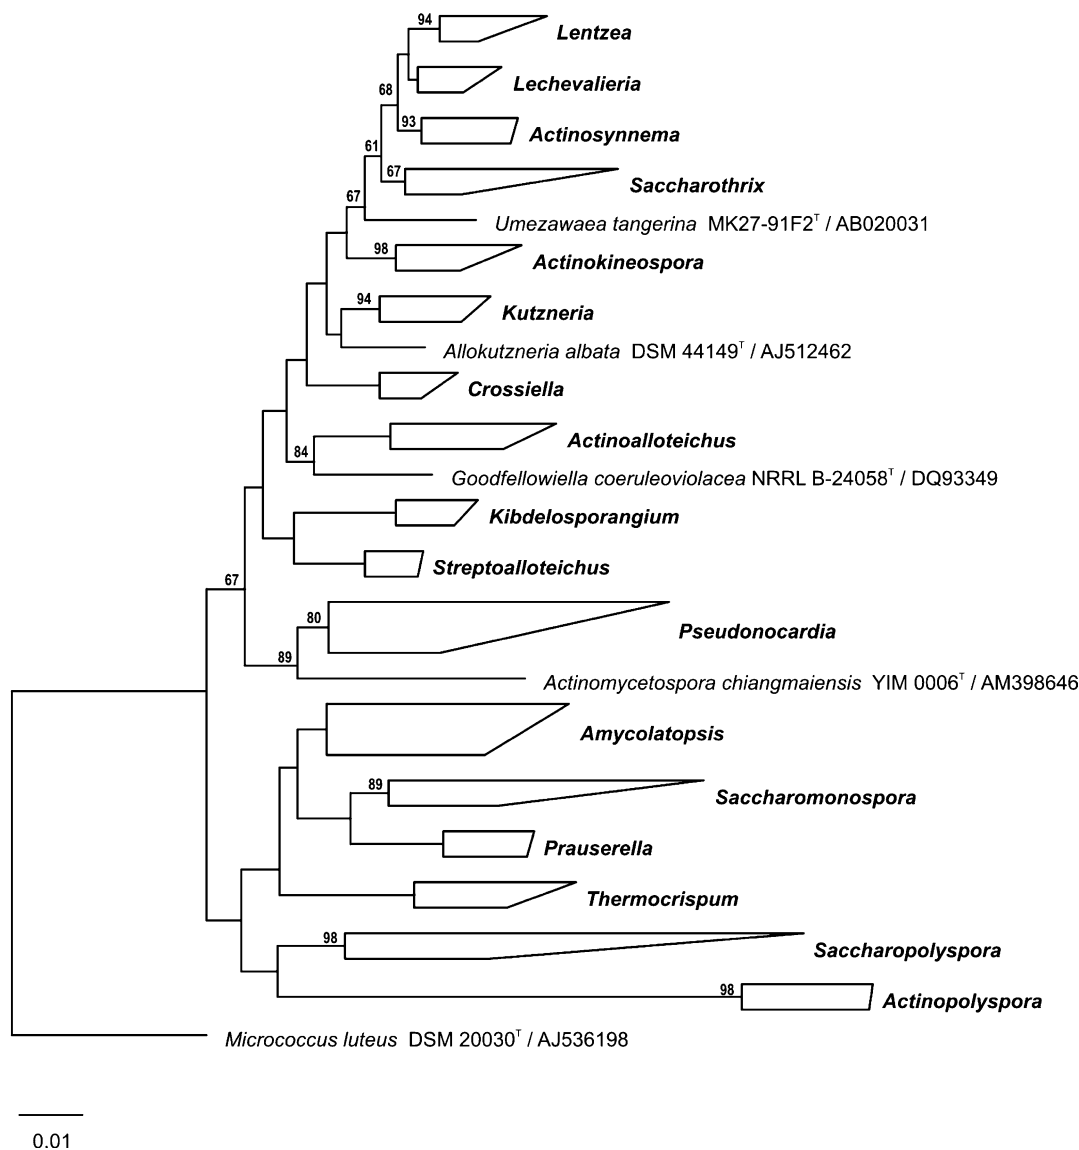 94
Lentzea
Lechevalieria
68
93
Actinosynnema
61
67
Saccharothrix
67
Umezawaea tangerina MK27-91F2ᵀ / AB020031
98
Actinokineospora
94
Kutzneria
Allokutzneria albata DSM 44149ᵀ / AJ512462
Crossiella
Actinoalloteichus
84
Goodfellowiella coeruleoviolacea NRRL B-24058ᵀ / DQ93349
Kibdelosporangium
Streptoalloteichus
67
80
Pseudonocardia
89
Actinomycetospora chiangmaiensis YIM 0006ᵀ / AM398646
Amycolatopsis
89
Saccharomonospora
Prauserella
Thermocrispum
98
Saccharopolyspora
98
Actinopolyspora
Micrococcus luteus DSM 20030ᵀ / AJ536198
0.01